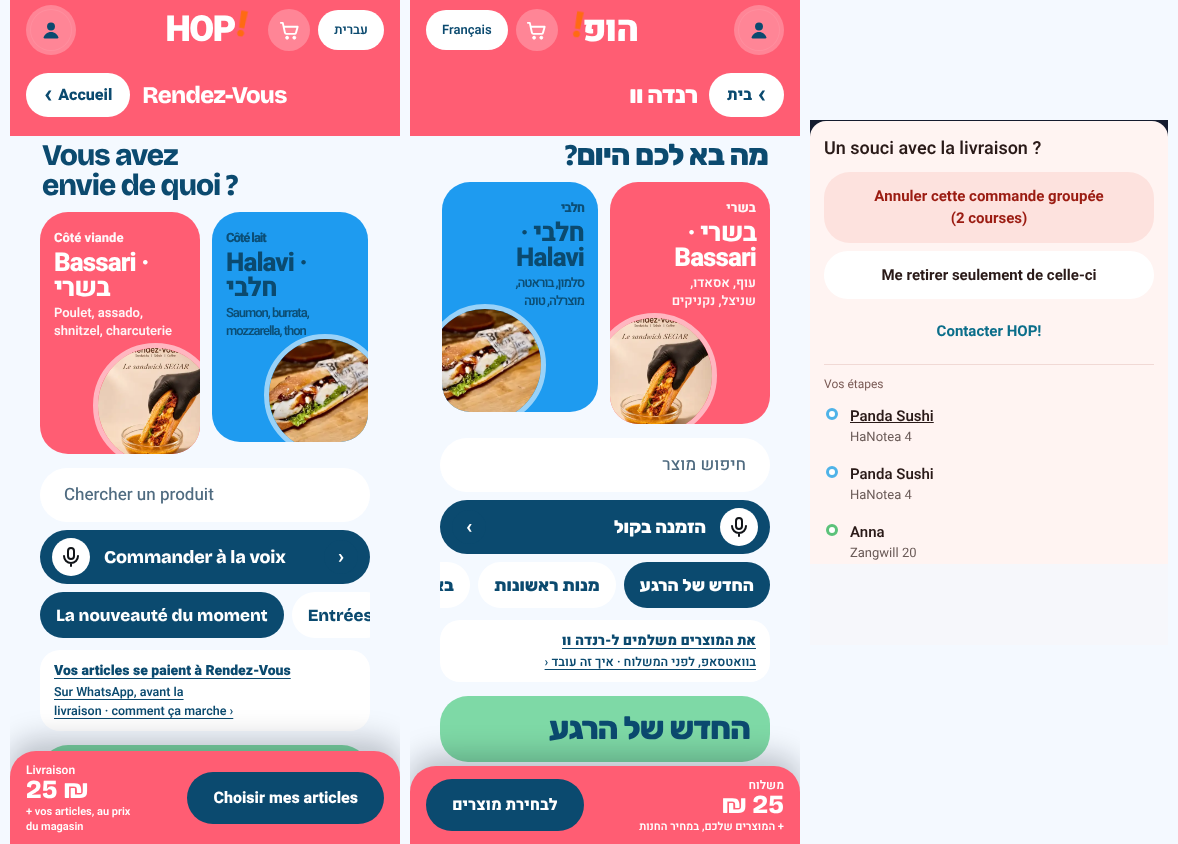 HOP!
עברית
‹ Accueil
Rendez-Vous
Vous avez
envie de quoi ?
Côté viande
Bassari ·
בשרי
Poulet, assado,
shnitzel, charcuterie
Le sandwich SEGAR
Côté lait
Halavi ·
חלבי
Saumon, burrata,
mozzarella, thon
Chercher un produit
Commander à la voix ›
La nouveauté du moment
Entrées
Vos articles se paient à Rendez-Vous
Sur WhatsApp, avant la
livraison · comment ça marche ›
Livraison
25 ₪
+ vos articles, au prix
du magasin
Choisir mes articles
Français
הופ!
בית ‹
רנדה וו
מה בא לכם היום?
בשרי
בשרי ·
Bassari
עוף, אסאדו,
שניצל, נקניקים
Le sandwich SEGAR
חלבי
חלבי ·
Halavi
סלמון, בוראטה,
מוצרלה, טונה
חיפוש מוצר
הזמנה בקול ›
החדש של הרגע
מנות ראשונות
את המוצרים משלמים ל-רנדה וו
בוואטסאפ, לפני המשלוח · איך זה עובד ›
החדש של הרגע
משלוח
25 ₪
+ המוצרים שלכם, במחיר החנות
לבחירת מוצרים
Un souci avec la livraison ?
Annuler cette commande groupée
(2 courses)
Me retirer seulement de celle-ci
Contacter HOP!
Vos étapes
Panda Sushi
HaNotea 4
Panda Sushi
HaNotea 4
Anna
Zangwill 20